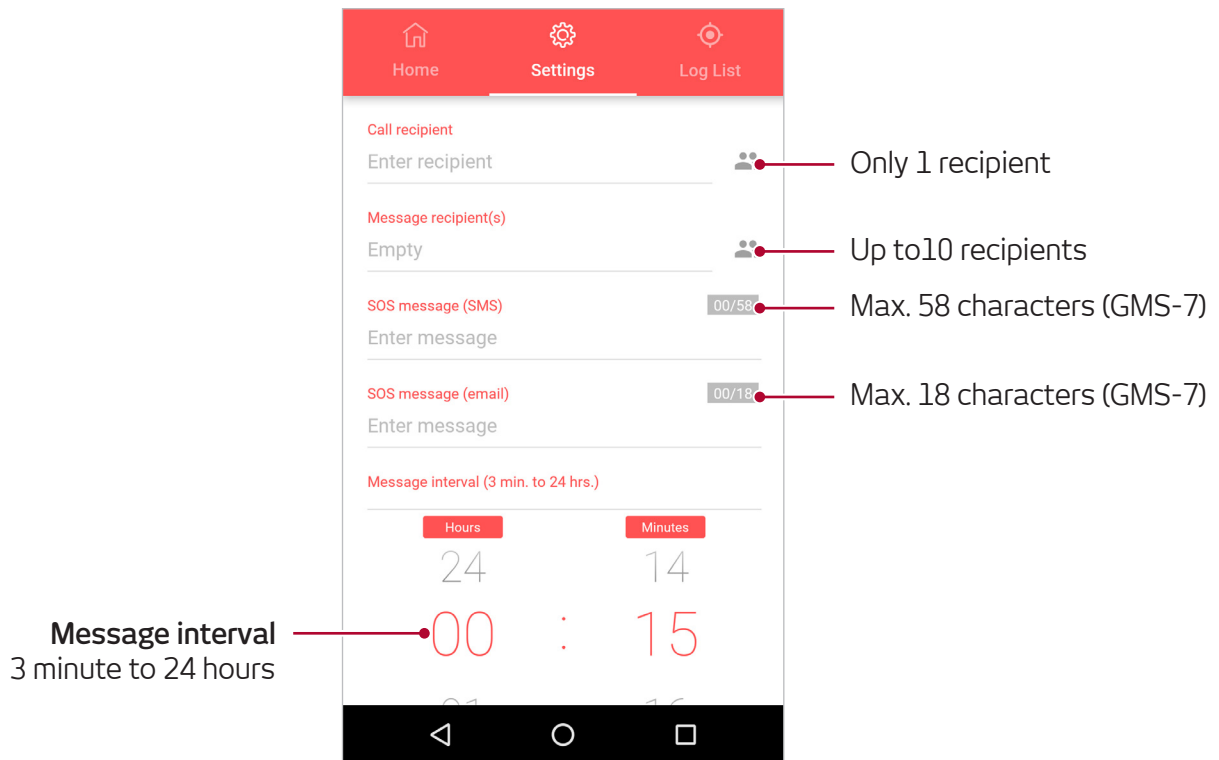 Home Settings Log List
Call recipient
Enter recipient
Only 1 recipient
Message recipient(s)
Empty
Up to10 recipients
SOS message (SMS) 00/58
Max. 58 characters (GMS-7)
Enter message
SOS message (email) 00/18
Max. 18 characters (GMS-7)
Enter message
Message interval (3 min. to 24 hrs.)
Hours Minutes
24 14
Message interval
3 minute to 24 hours
00 : 15
01 16